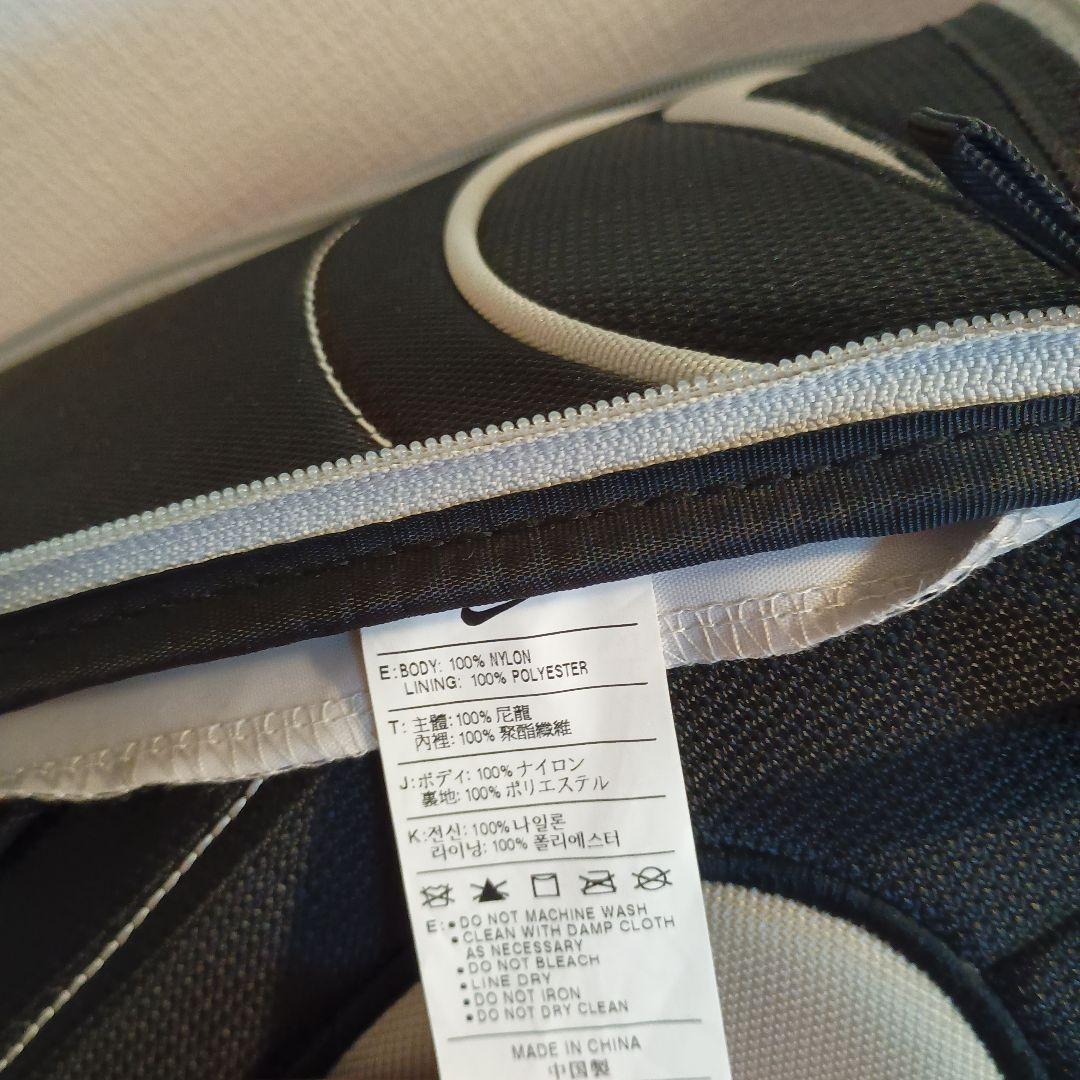 E: BODY: 100% NYLON
LINING: 100% POLYESTER
T: 主體: 100% 尼龍
內裡: 100% 聚酯纖維
J: ボディ: 100% ナイロン
裏地: 100% ポリエステル
K: 전신: 100% 나일론
라이닝: 100% 폴리에스터
E: •DO NOT MACHINE WASH
•CLEAN WITH DAMP CLOTH
AS NECESSARY
•DO NOT BLEACH
•LINE DRY
•DO NOT IRON
•DO NOT DRY CLEAN
MADE IN CHINA
中国製